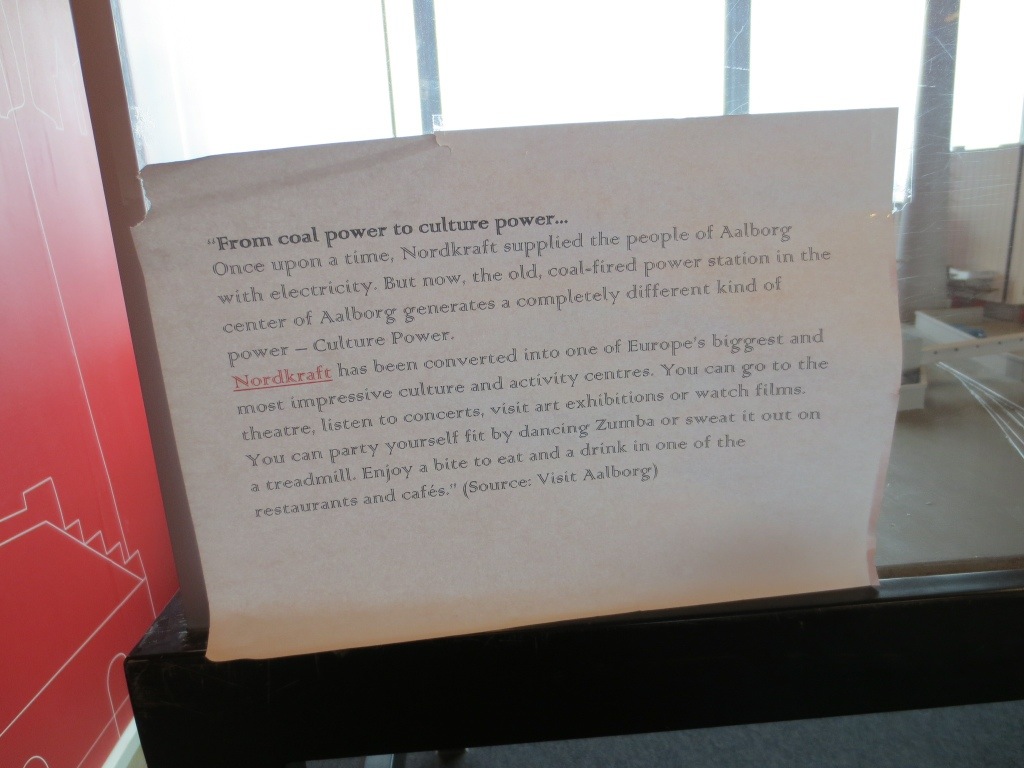 "From coal power to culture power...
Once upon a time, Nordkraft supplied the people of Aalborg
with electricity. But now, the old, coal-fired power station in the
center of Aalborg generates a completely different kind of
power – Culture Power.
Nordkraft has been converted into one of Europe's biggest and
most impressive culture and activity centres. You can go to the
theatre, listen to concerts, visit art exhibitions or watch films.
You can party yourself fit by dancing Zumba or sweat it out on
a treadmill. Enjoy a bite to eat and a drink in one of the
restaurants and cafés." (Source: Visit Aalborg)